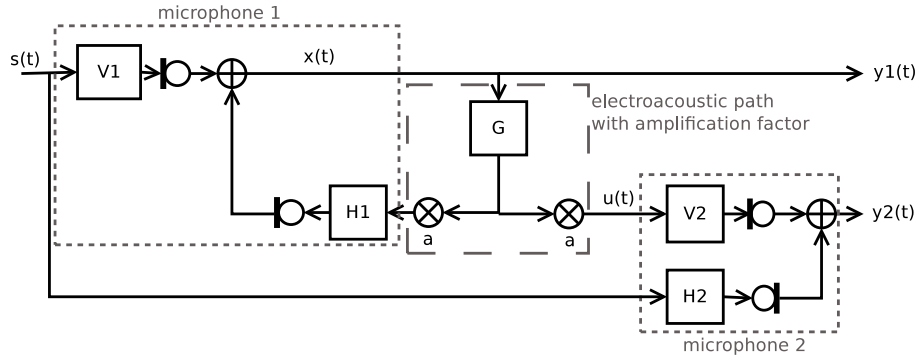 microphone 1
s(t)
V1
x(t)
y1(t)
electroacoustic path
with amplification factor
G
H1
a
a
u(t)
V2
y2(t)
H2
microphone 2